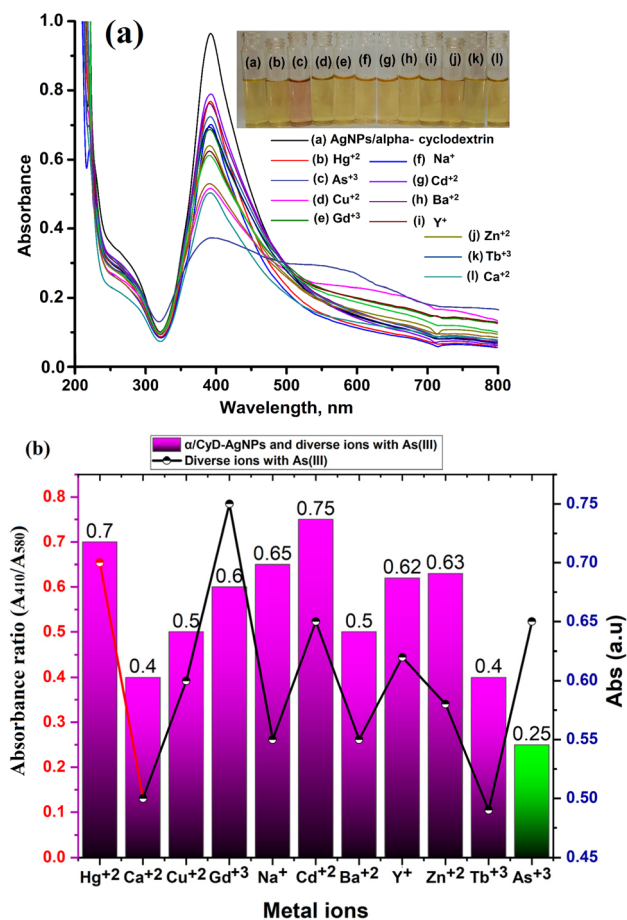 (a)
(a) (b) (c) (d) (e) (f) (g) (h) (i) (j) (k) (l)
(a) AgNPs/alpha- cyclodextrin
(b) Hg+2
(f) Na+
(c) As+3
(g) Cd+2
(d) Cu+2
(h) Ba+2
(e) Gd+3
(i) Y+
(j) Zn+2
(k) Tb+3
(l) Ca+2
Absorbance
1.0
0.8
0.6
0.4
0.2
0.0
200 300 400 500 600 700 800
Wavelength, nm
(b)
α/CyD-AgNPs and diverse ions with As(III)
Diverse ions with As(III)
Absorbance ratio (A410/A580)
0.8
0.7
0.6
0.5
0.4
0.3
0.2
0.1
0.0
0.7 0.4 0.5 0.6 0.65 0.75 0.5 0.62 0.63 0.4 0.25
0.75
0.70
0.65
0.60
0.55
0.50
0.45
Abs (a.u)
Hg+2 Ca+2 Cu+2 Gd+3 Na+ Cd+2 Ba+2 Y+ Zn+2 Tb+3 As+3
Metal ions